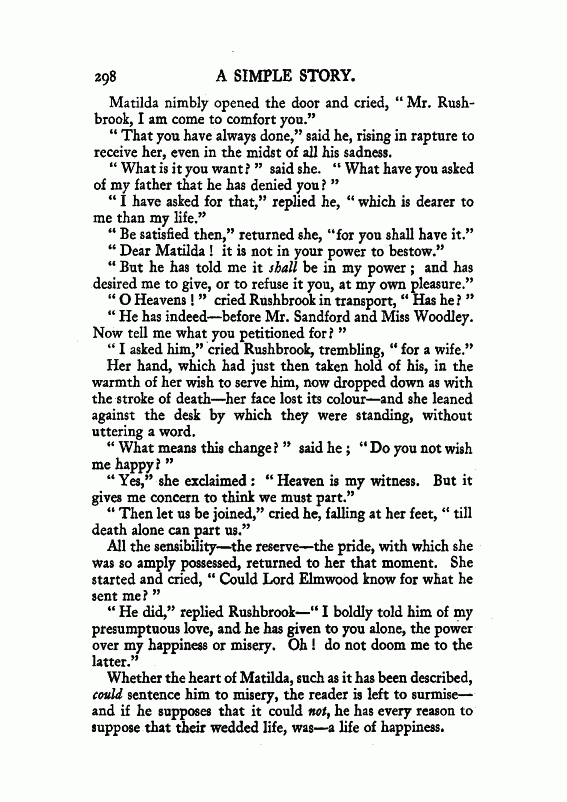 298 A SIMPLE STORY.
Matilda nimbly opened the door and cried, “ Mr. Rush-
brook, I am come to comfort you.”
“ That you have always done,” said he, rising in rapture to
receive her, even in the midst of all his sadness.
“ What is it you want ? ” said she. “ What have you asked
of my father that he has denied you ? ”
“ I have asked for that,” replied he, “ which is dearer to
me than my life.”
“ Be satisfied then,” returned she, “for you shall have it.”
“ Dear Matilda ! it is not in your power to bestow.”
“ But he has told me it shall be in my power ; and has
desired me to give, or to refuse it you, at my own pleasure.”
“ O Heavens ! ” cried Rushbrook in transport, “ Has he ? ”
“ He has indeed—before Mr. Sandford and Miss Woodley.
Now tell me what you petitioned for ? ”
“ I asked him,” cried Rushbrook, trembling, “ for a wife.”
Her hand, which had just then taken hold of his, in the
warmth of her wish to serve him, now dropped down as with
the stroke of death—her face lost its colour—and she leaned
against the desk by which they were standing, without
uttering a word.
“ What means this change ? ” said he ; “ Do you not wish
me happy ? ”
“ Yes,” she exclaimed : “ Heaven is my witness. But it
gives me concern to think we must part.”
“ Then let us be joined,” cried he, falling at her feet, “ till
death alone can part us.”
All the sensibility—the reserve—the pride, with which she
was so amply possessed, returned to her that moment. She
started and cried, “ Could Lord Elmwood know for what he
sent me ? ”
“ He did,” replied Rushbrook—“ I boldly told him of my
presumptuous love, and he has given to you alone, the power
over my happiness or misery. Oh ! do not doom me to the
latter.”
Whether the heart of Matilda, such as it has been described,
could sentence him to misery, the reader is left to surmise—
and if he supposes that it could not, he has every reason to
suppose that their wedded life, was—a life of happiness.